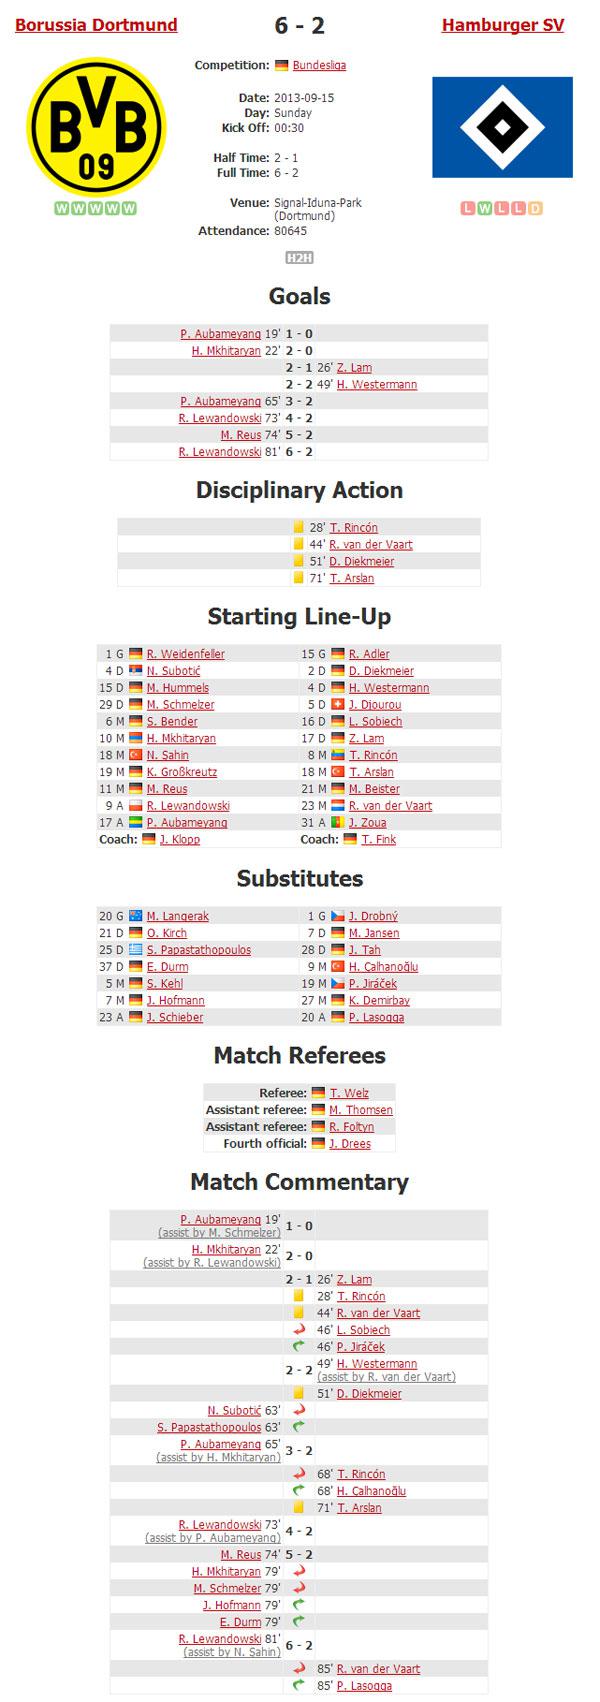 Borussia Dortmund 6 - 2 Hamburger SV
BVB
09
Competition: Bundesliga
Date: 2013-09-15
Day: Sunday
Kick Off: 00:30
Half Time: 2 - 1
Full Time: 6 - 2
W W W W W
Venue: Signal-Iduna-Park
(Dortmund)
Attendance: 80645
L W L L D
H2H
Goals
P. Aubameyang 19' 1 - 0
H. Mkhitaryan 22' 2 - 0
2 - 1 26' Z. Lam
2 - 2 49' H. Westermann
P. Aubameyang 65' 3 - 2
R. Lewandowski 73' 4 - 2
M. Reus 74' 5 - 2
R. Lewandowski 81' 6 - 2
Disciplinary Action
28' T. Rincón
44' R. van der Vaart
51' D. Diekmeier
71' T. Arslan
Starting Line-Up
1 G R. Weidenfeller 15 G R. Adler
4 D N. Subotić 2 D D. Diekmeier
15 D M. Hummels 4 D H. Westermann
29 D M. Schmelzer 5 D J. Djourou
6 M S. Bender 16 D L. Sobiech
10 M H. Mkhitaryan 17 D Z. Lam
18 M N. Sahin 8 M T. Rincón
19 M K. Großkreutz 18 M T. Arslan
11 M M. Reus 21 M M. Beister
9 A R. Lewandowski 23 M R. van der Vaart
17 A P. Aubameyang 31 A J. Zoua
Coach: J. Klopp Coach: T. Fink
Substitutes
20 G M. Langerak 1 G J. Drobný
21 D O. Kirch 7 D M. Jansen
25 D S. Papastathopoulos 28 D J. Tah
37 D E. Durm 9 M H. Çalhanoğlu
5 M S. Kehl 19 M P. Jiráček
7 M J. Hofmann 27 M K. Demirbay
23 A J. Schieber 20 A P. Lasogga
Match Referees
Referee: T. Welz
Assistant referee: M. Thomsen
Assistant referee: R. Foltyn
Fourth official: J. Drees
Match Commentary
P. Aubameyang 19' 1 - 0
(assist by M. Schmelzer)
H. Mkhitaryan 22' 2 - 0
(assist by R. Lewandowski)
2 - 1 26' Z. Lam
28' T. Rincón
44' R. van der Vaart
46' L. Sobiech
46' P. Jiráček
2 - 2 49' H. Westermann
(assist by R. van der Vaart)
51' D. Diekmeier
N. Subotić 63'
S. Papastathopoulos 63'
P. Aubameyang 65' 3 - 2
(assist by H. Mkhitaryan)
68' T. Rincón
68' H. Çalhanoğlu
71' T. Arslan
R. Lewandowski 73' 4 - 2
(assist by P. Aubameyang)
M. Reus 74' 5 - 2
H. Mkhitaryan 79'
M. Schmelzer 79'
J. Hofmann 79'
E. Durm 79'
R. Lewandowski 81' 6 - 2
(assist by N. Sahin)
85' R. van der Vaart
85' P. Lasogga